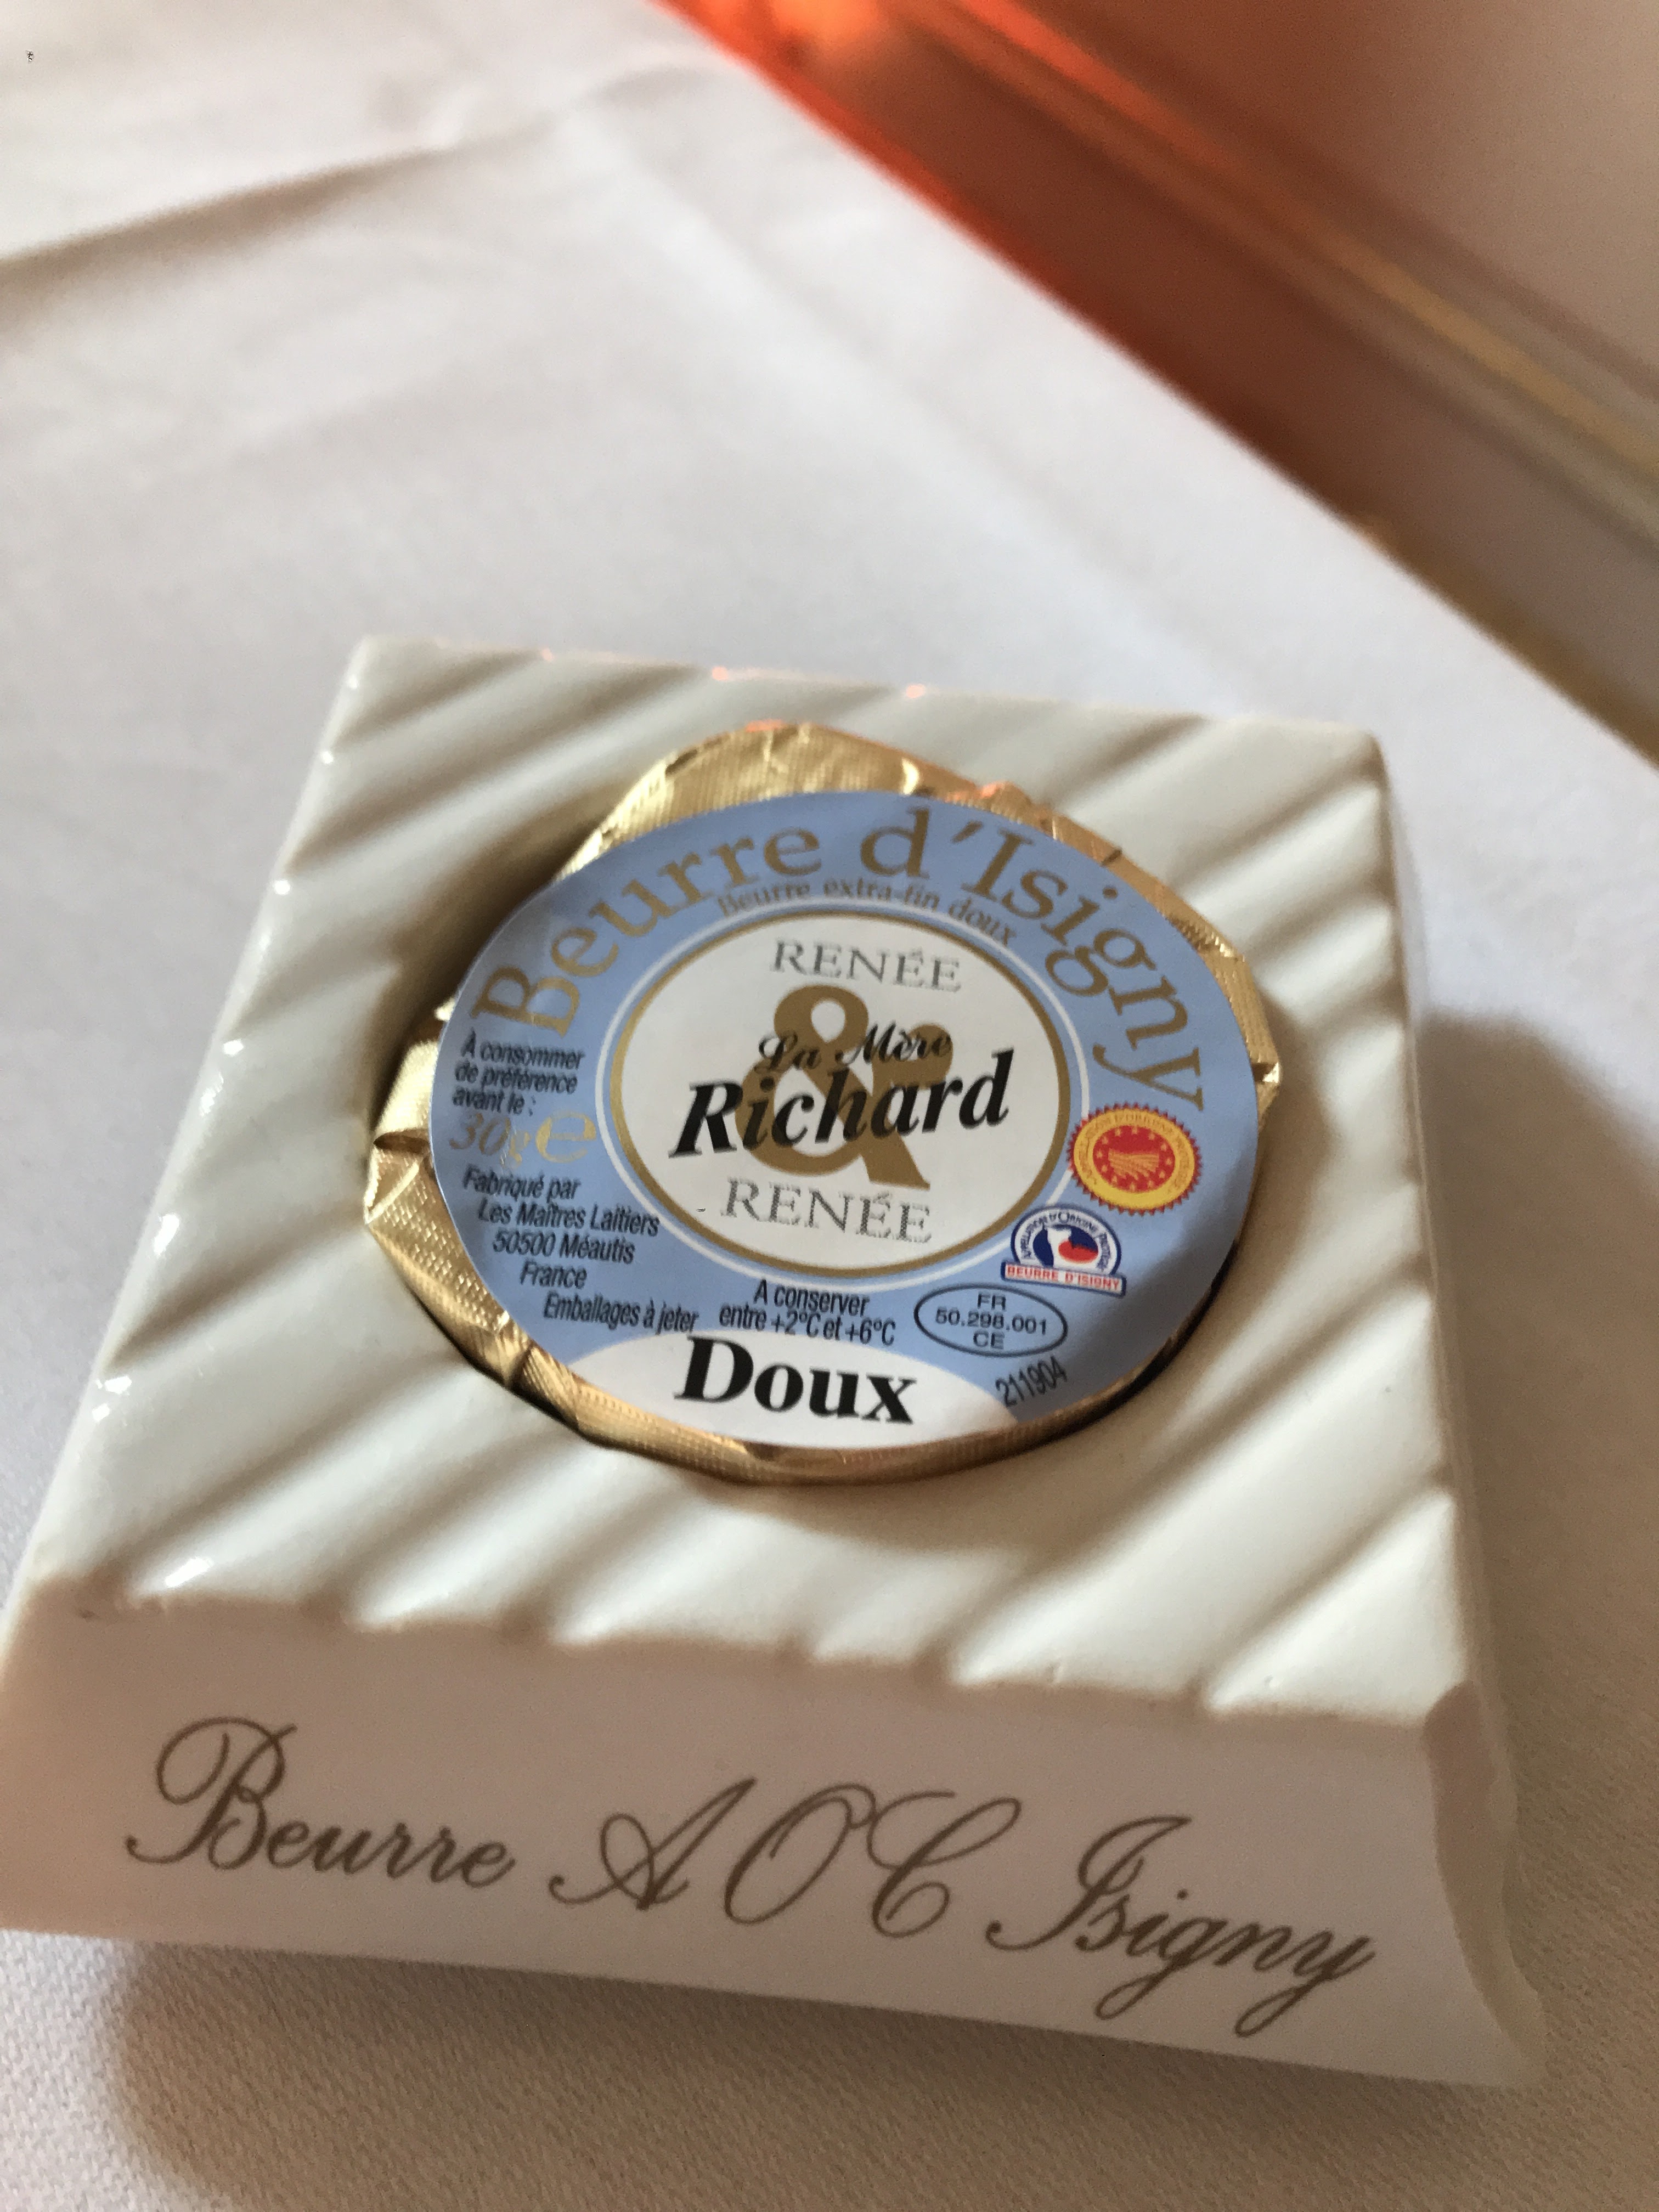 Beurre d'Isigny
Beurre extra-fin doux
RENÉE
&
La Mère
Richard
RENÉE
À consommer
de préférence
avant le :
30g e
Fabriqué par
Les Maîtres Laitiers
50500 Méautis
France
Emballages à jeter
A conserver
entre +2°C et +6°C
BEURRE D'ISIGNY
FR
50.298.001
CE
211904
Doux
Beurre AOC Isigny